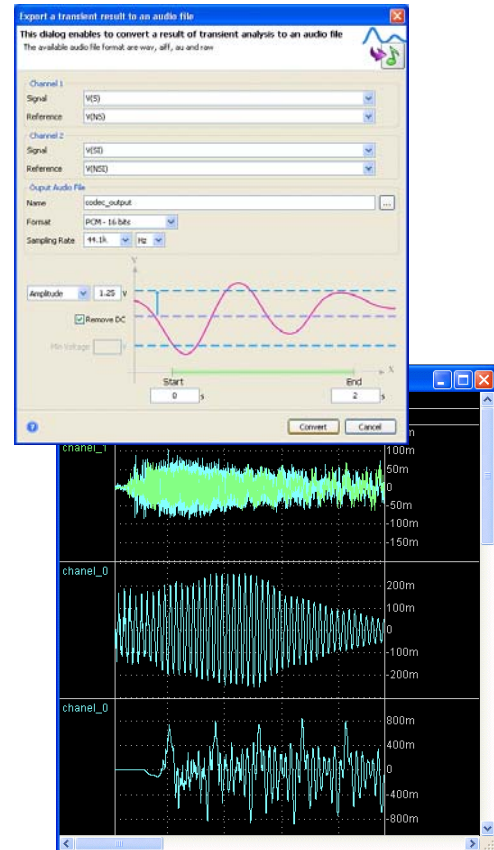 Export a transient result to an audio file
This dialog enables to convert a result of transient analysis to an audio file
The available audio file format are wav, aiff, au and raw
Channel 1
Signal V(S)
Reference V(NS)
Channel 2
Signal V(SI)
Reference V(NSI)
Ouput Audio File
Name codec_output ...
Format PCM - 16 bits
Sampling Rate 44.1k Hz
Y
Amplitude 1.25 V
Remove DC
Min Voltage V
X
Start End
0 s 2 s
Convert Cancel
channel_1
100m
50m
0
-50m
-100m
-150m
chanel_0
200m
100m
0
-100m
-200m
chanel_0
800m
400m
0
-400m
-800m